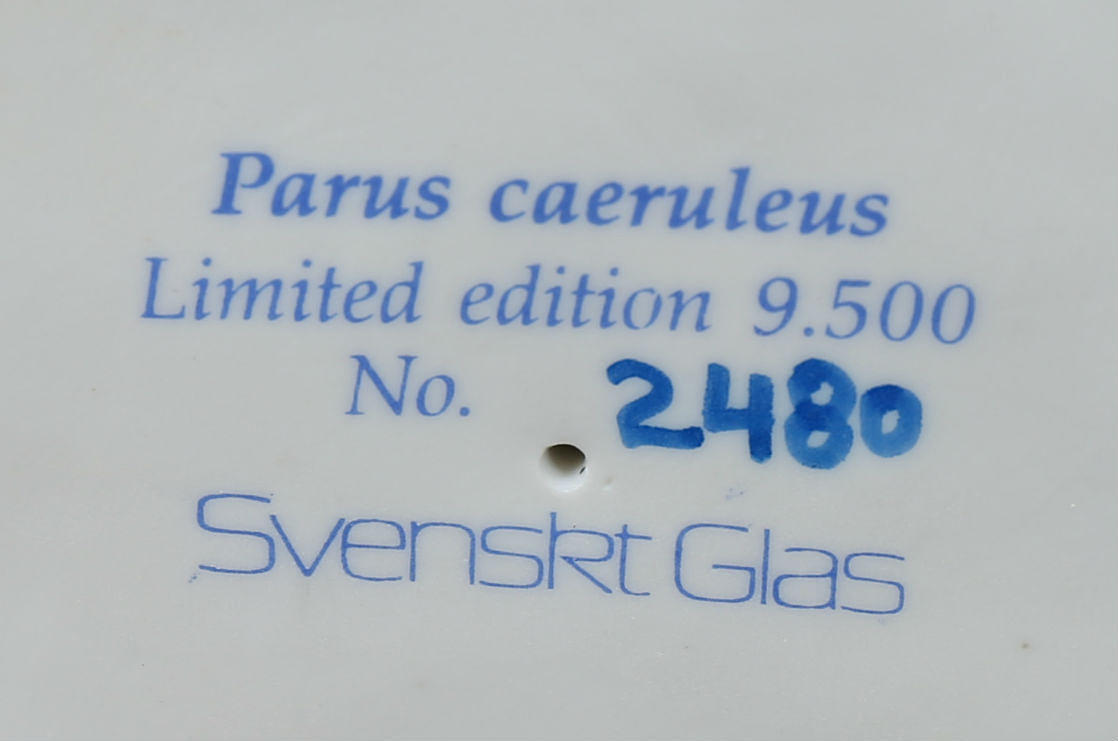 Parus caeruleus
Limited edition 9.500
No. 2480
Svenskt Glas